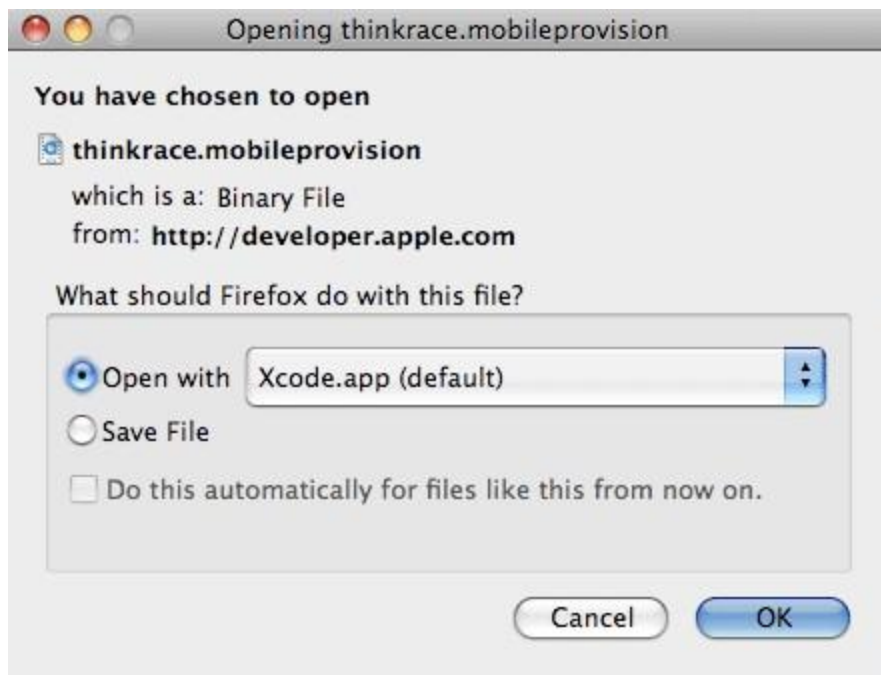 Opening thinkrace.mobileprovision
You have chosen to open
thinkrace.mobileprovision
which is a: Binary File
from: http://developer.apple.com
What should Firefox do with this file?
Open with Xcode.app (default)
Save File
Do this automatically for files like this from now on.
Cancel OK